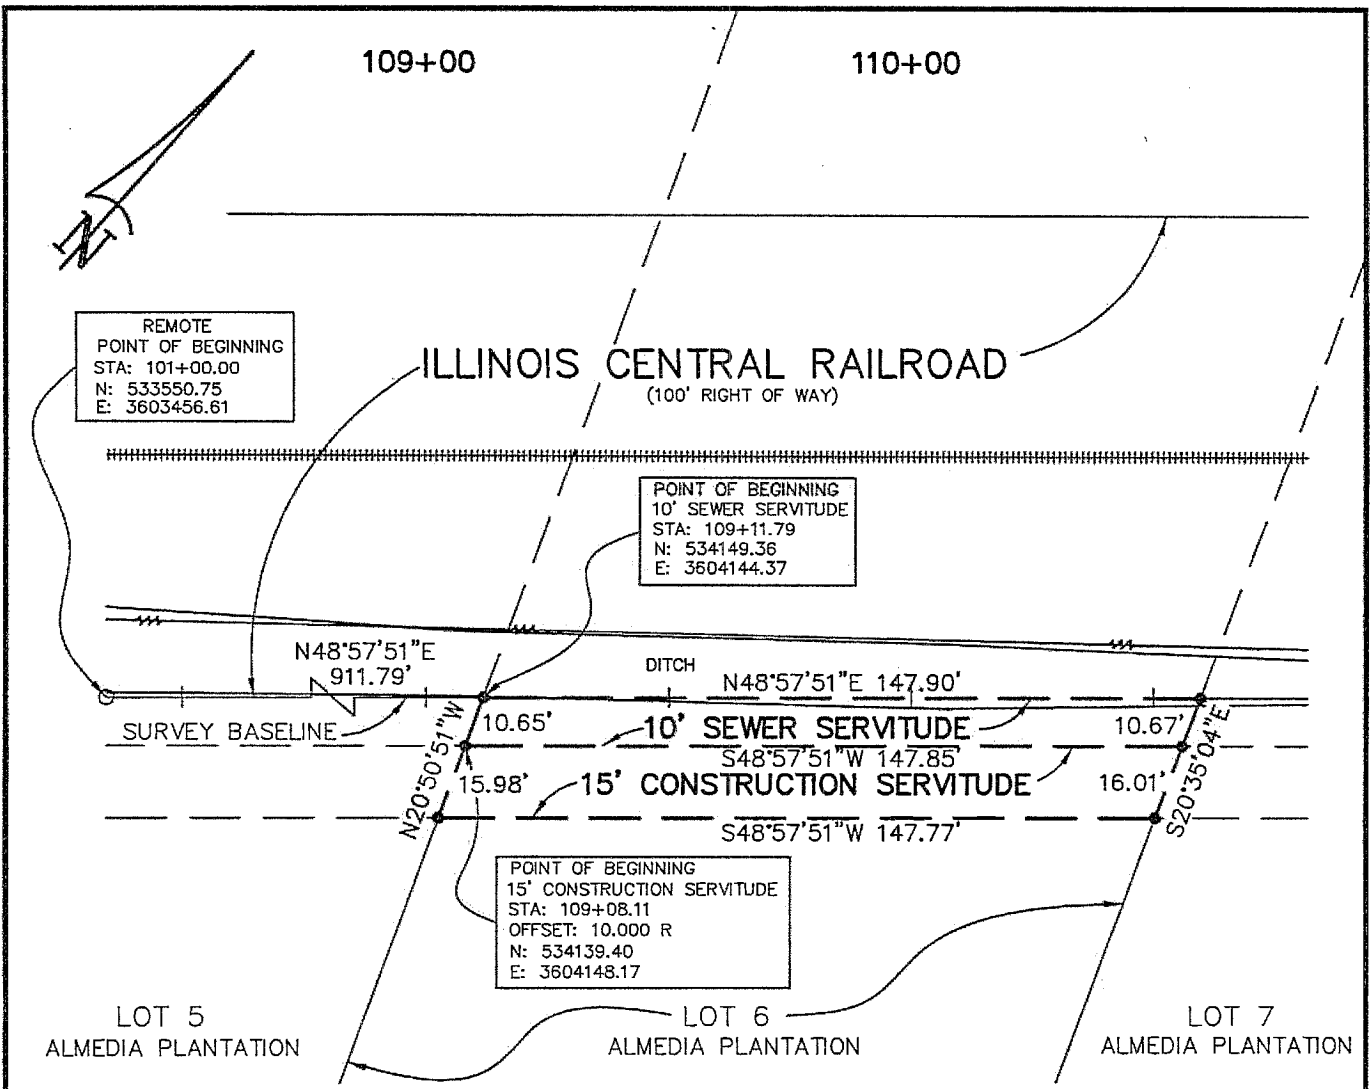 109+00
110+00
N
REMOTE
POINT OF BEGINNING
STA: 101+00.00
N: 533550.75
E: 3603456.61
ILLINOIS CENTRAL RAILROAD
(100' RIGHT OF WAY)
POINT OF BEGINNING
10' SEWER SERVITUDE
STA: 109+11.79
N: 534149.36
E: 3604144.37
N48°57'51"E
911.79'
DITCH
N48°57'51"E 147.90'
SURVEY BASELINE
N20°50'51"W
10.65'
10' SEWER SERVITUDE
10.67'
S20°35'04"E
S48°57'51"W 147.85'
15.98'
15' CONSTRUCTION SERVITUDE
16.01'
S48°57'51"W 147.77'
POINT OF BEGINNING
15' CONSTRUCTION SERVITUDE
STA: 109+08.11
OFFSET: 10.000 R
N: 534139.40
E: 3604148.17
LOT 5
ALMEDIA PLANTATION
LOT 6
ALMEDIA PLANTATION
LOT 7
ALMEDIA PLANTATION